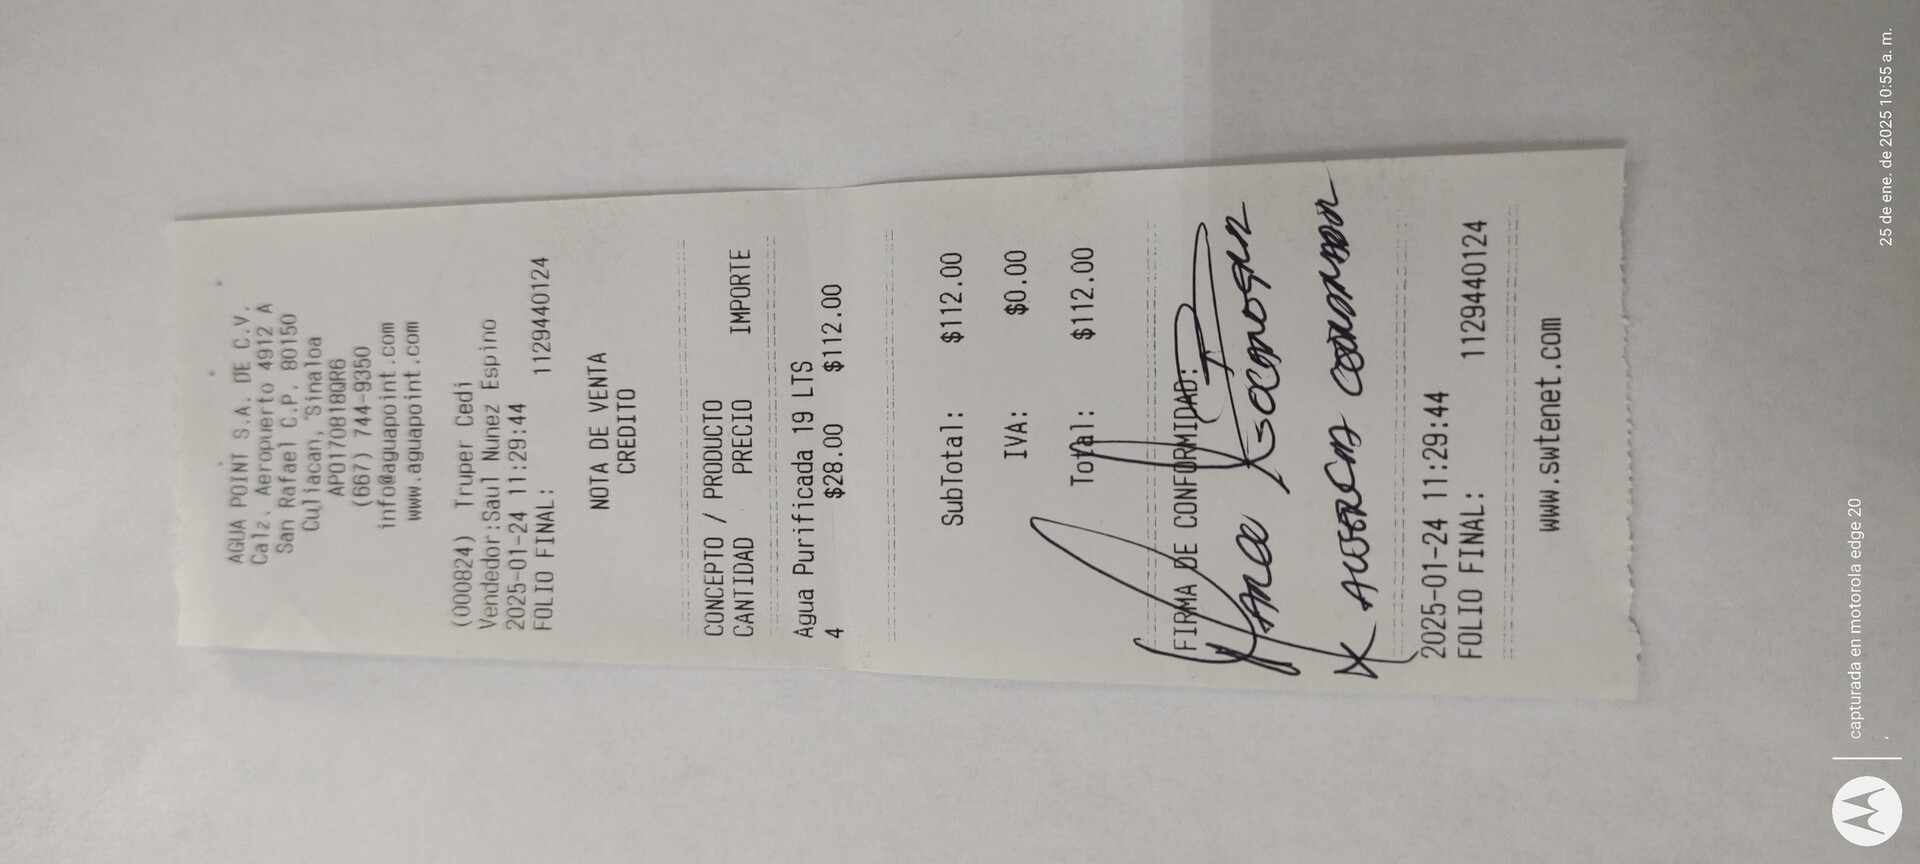 AGUA POINT S.A. DE C.V.
Calz. Aeropuerto 4912 A
San Rafael C.P. 80150
Culiacan, Sinaloa
APO170818QR6
(667) 744-9350
info@aguapoint.com
www.aguapoint.com
(000824) Truper Cedi
Vendedor:Saul Nunez Espino
2025-01-24 11:29:44
FOLIO FINAL: 1129440124
NOTA DE VENTA
CREDITO
CONCEPTO / PRODUCTO
CANTIDAD PRECIO IMPORTE
Agua Purificada 19 LTS
4 $28.00 $112.00
SubTotal: $112.00
IVA: $0.00
Total: $112.00
FIRMA DE CONFORMIDAD:
2025-01-24 11:29:44
FOLIO FINAL: 1129440124
www.swtenet.com
capturada en motorola edge 20
25 de ene. de 2025 10:55 a. m.